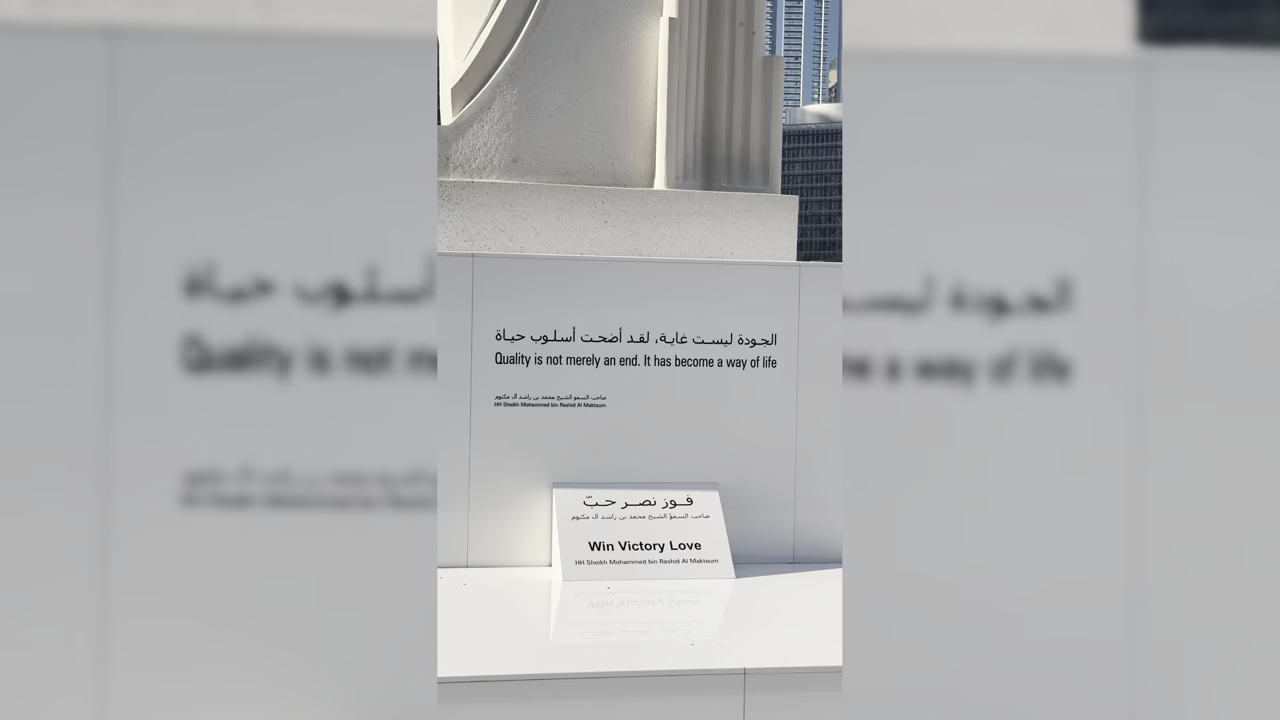 الجودة ليست غاية، لقد أضحت أسلوب حياة
Quality is not merely an end. It has become a way of life
صاحب السمو الشيخ محمد بن راشد آل مكتوم
HH Sheikh Mohammed bin Rashid Al Maktoum
فوز نصر حبّ
صاحب السموّ الشيخ محمد بن راشد آل مكتوم
Win Victory Love
HH Sheikh Mohammed bin Rashid Al Maktoum